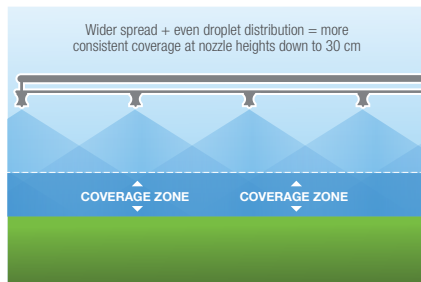 Wider spread + even droplet distribution = more
consistent coverage at nozzle heights down to 30 cm
COVERAGE ZONE COVERAGE ZONE